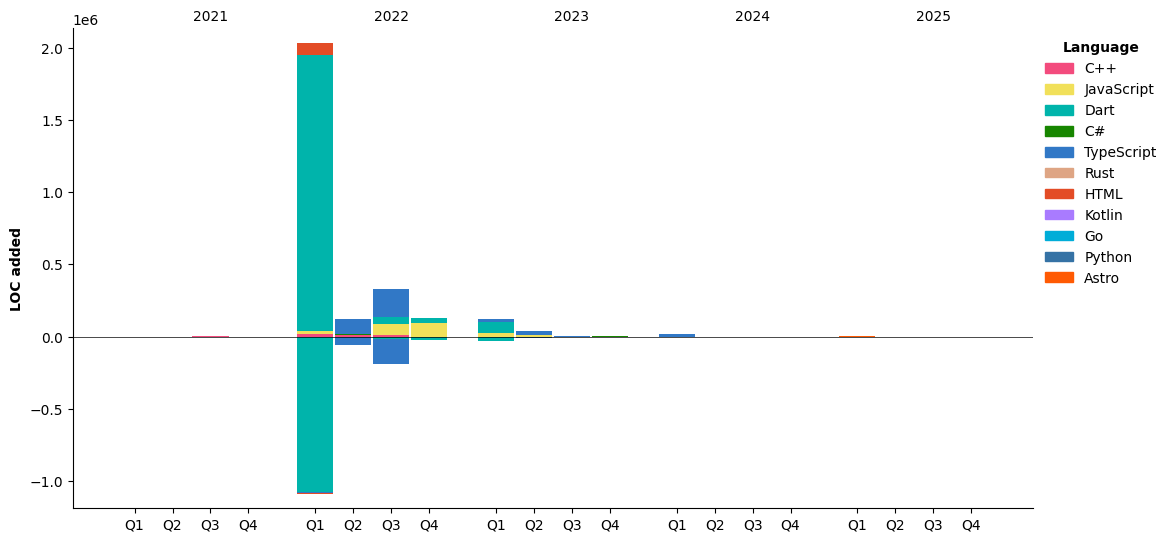 1e6
2021 2022 2023 2024 2025
2.0
1.5
1.0
0.5
0.0
−0.5
−1.0
LOC added
Q1 Q2 Q3 Q4 Q1 Q2 Q3 Q4 Q1 Q2 Q3 Q4 Q1 Q2 Q3 Q4 Q1 Q2 Q3 Q4
Language
C++
JavaScript
Dart
C#
TypeScript
Rust
HTML
Kotlin
Go
Python
Astro